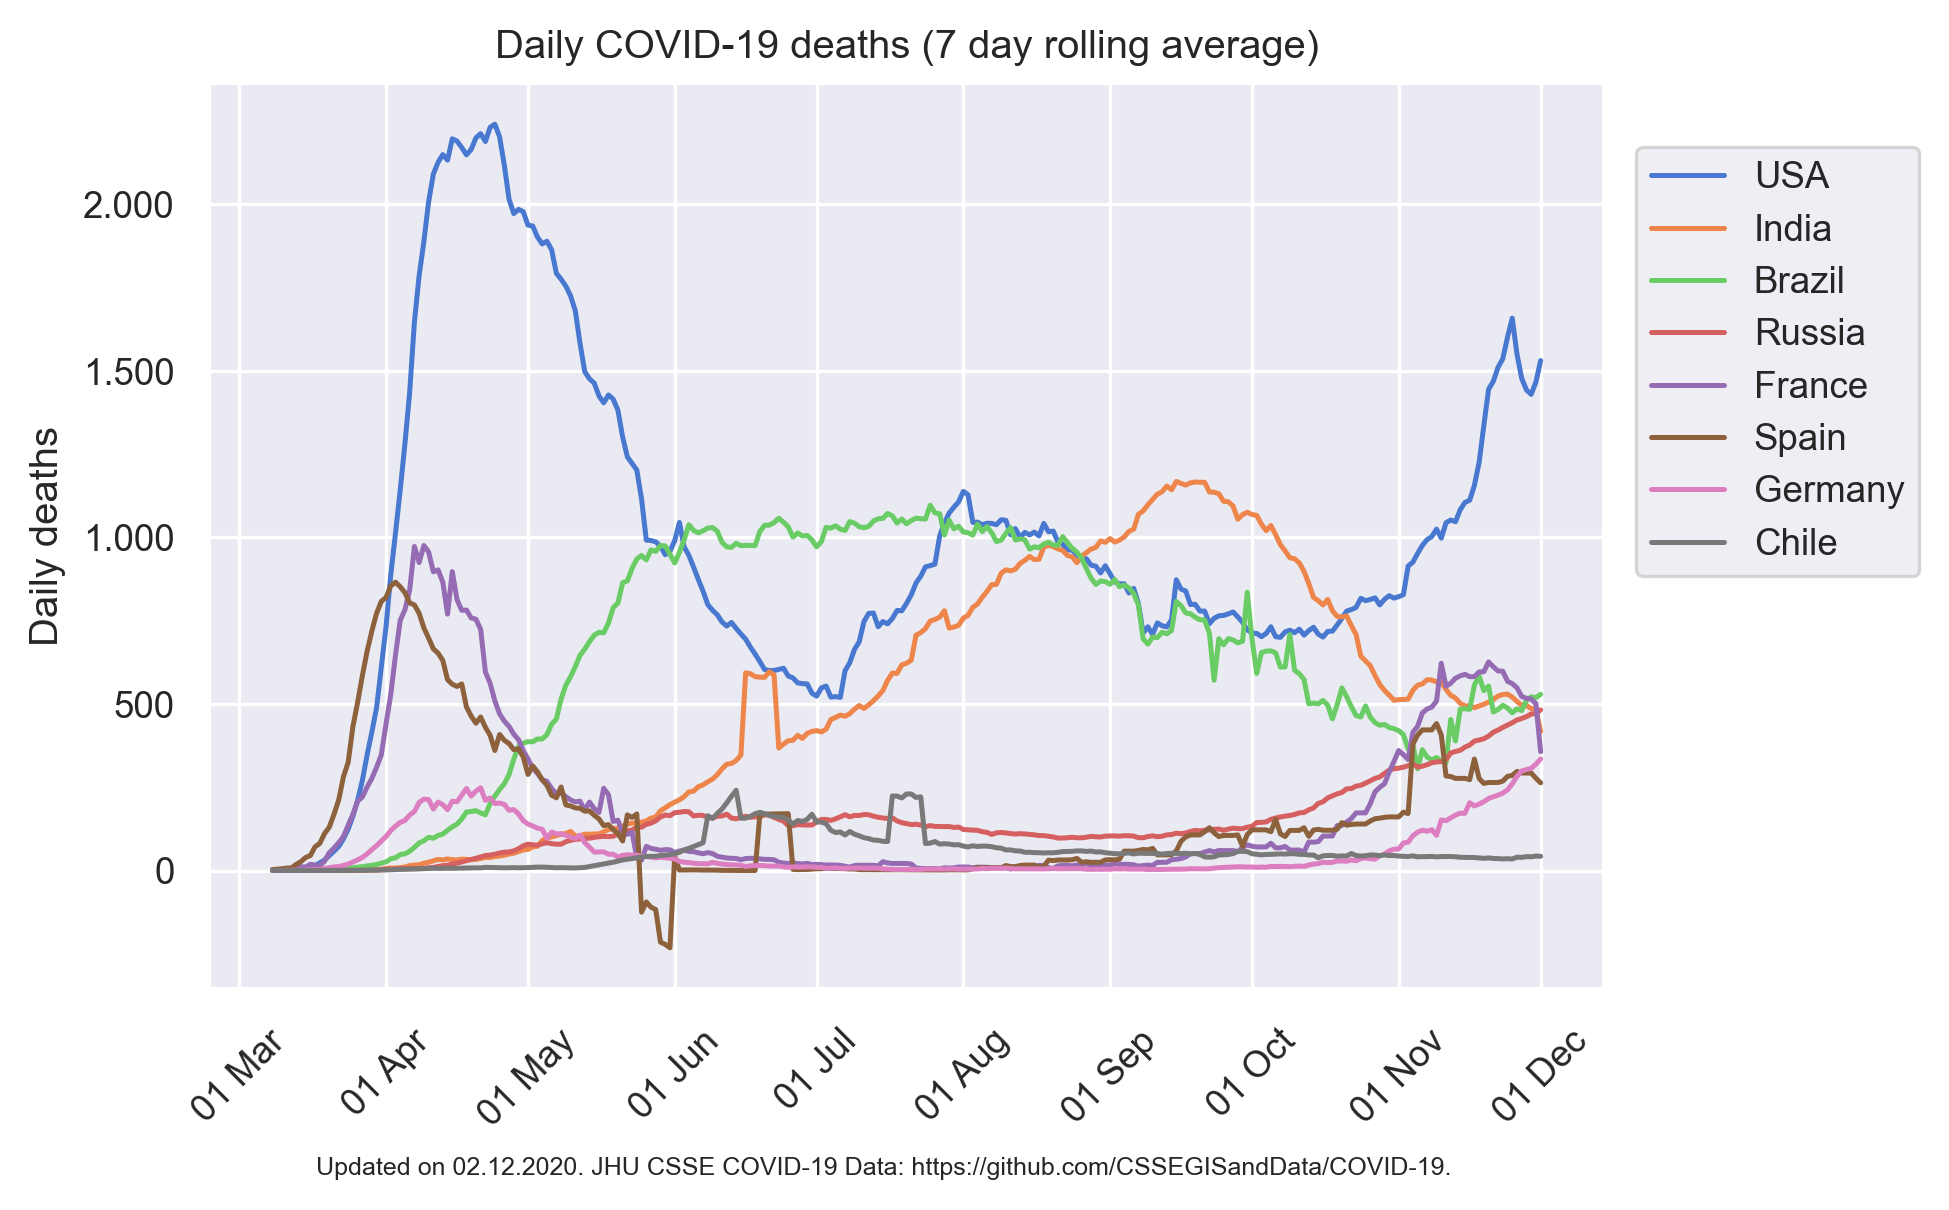 Daily COVID-19 deaths (7 day rolling average)
Daily deaths
2.000
1.500
1.000
500
0
01 Mar
01 Apr
01 May
01 Jun
01 Jul
01 Aug
01 Sep
01 Oct
01 Nov
01 Dec
USA
India
Brazil
Russia
France
Spain
Germany
Chile
Updated on 02.12.2020. JHU CSSE COVID-19 Data: https://github.com/CSSEGISandData/COVID-19.